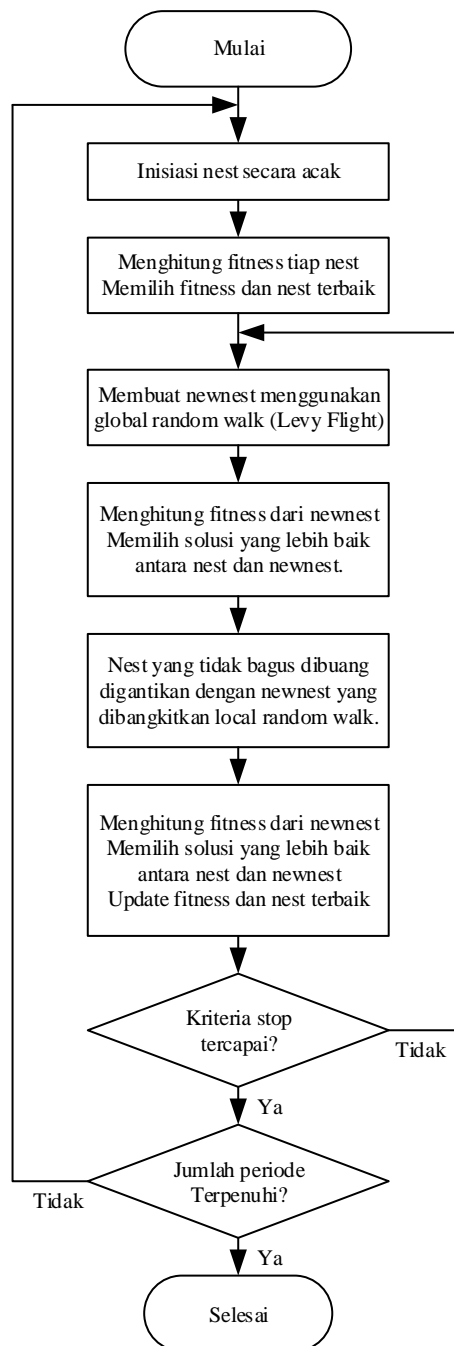 Mulai
Inisiasi nest secara acak
Menghitung fitness tiap nest
Memilih fitness dan nest terbaik
Membuat newnest menggunakan
global random walk (Levy Flight)
Menghitung fitness dari newnest
Memilih solusi yang lebih baik
antara nest dan newnest.
Nest yang tidak bagus dibuang
digantikan dengan newnest yang
dibangkitkan local random walk.
Menghitung fitness dari newnest
Memilih solusi yang lebih baik
antara nest dan newnest
Update fitness dan nest terbaik
Kriteria stop
tercapai?
Tidak
Ya
Jumlah periode
Terpenuhi?
Tidak
Ya
Selesai